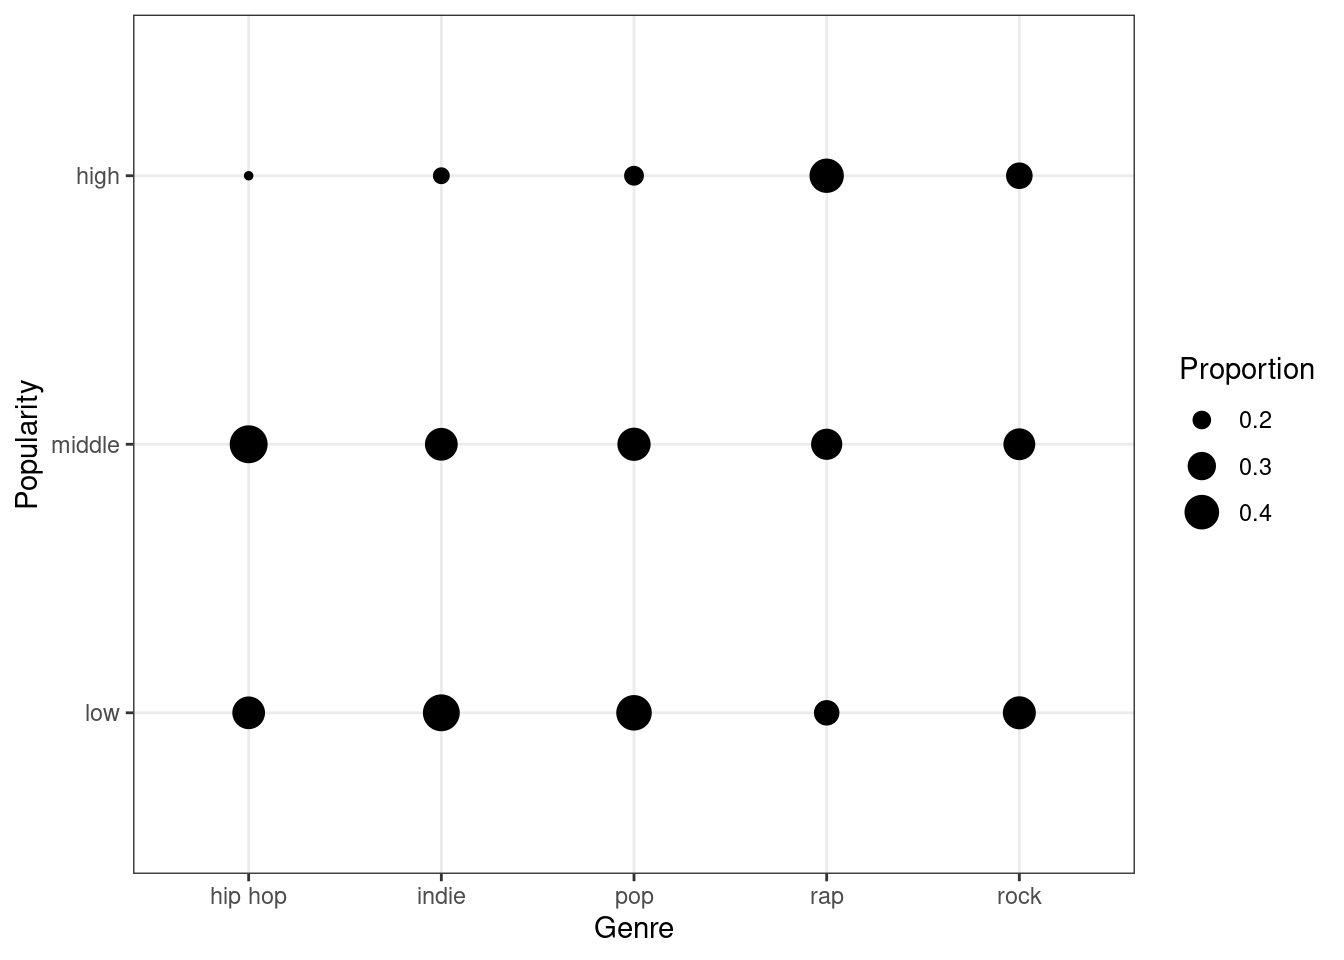 high
middle
low
Popularity
hip hop
indie
pop
rap
rock
Genre
Proportion
0.2
0.3
0.4